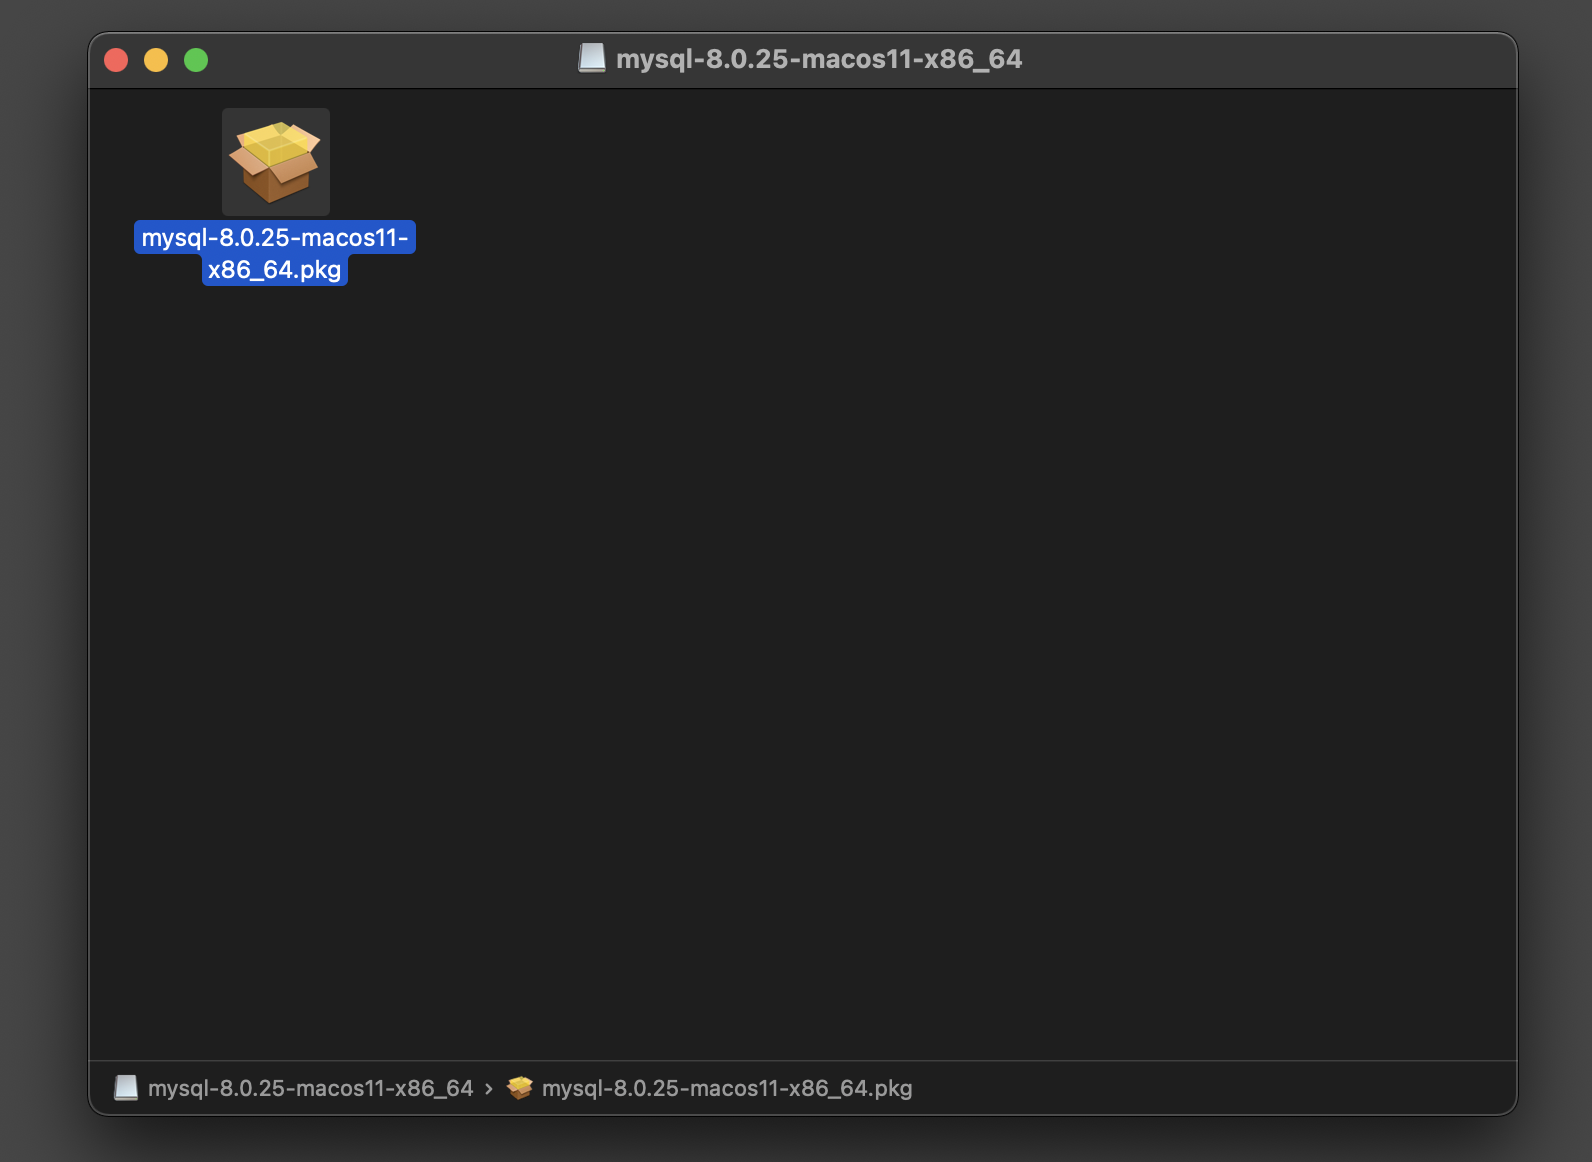 mysql-8.0.25-macos11-x86_64
mysql-8.0.25-macos11-
x86_64.pkg
mysql-8.0.25-macos11-x86_64 › mysql-8.0.25-macos11-x86_64.pkg